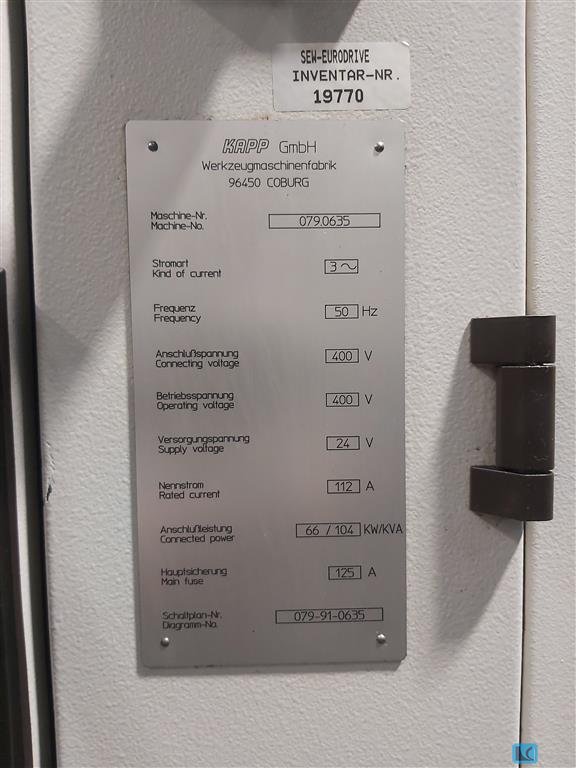 SEW-EURODRIVE
INVENTAR-NR.
19770
KAPP GmbH
Werkzeugmaschinenfabrik
96450 COBURG
Maschine-Nr.
Machine-No.
079.0635
Stromart
Kind of current
3~
Frequenz
Frequency
50 Hz
Anschlußspannung
Connecting voltage
400 V
Betriebsspannung
Operating voltage
400 V
Versorgungspannung
Supply voltage
24 V
Nennstrom
Rated current
112 A
Anschlußleistung
Connected power
66 / 104 KW/KVA
Hauptsicherung
Main fuse
125 A
Schaltplan-Nr.
Diagramm-No.
079-91-0635